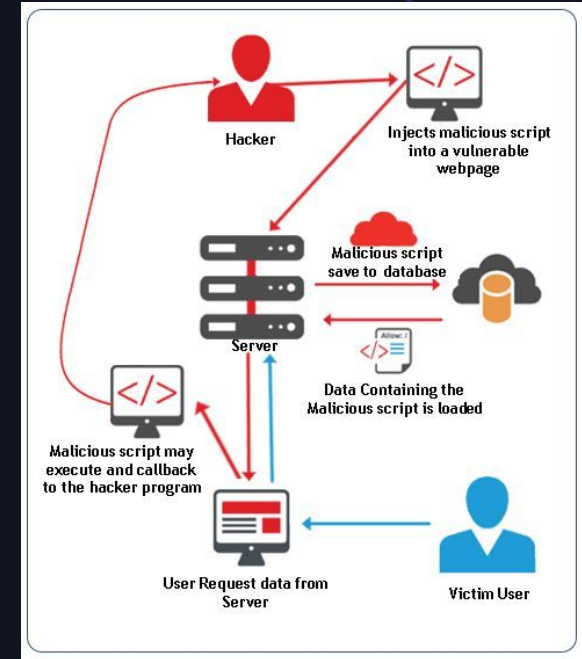 Hacker
</>
Injects malicious script
into a vulnerable
webpage
Malicious script
save to database
Server
Allow: /
</>
Data Containing the
Malicious script is loaded
</>
Malicious script may
execute and callback
to the hacker program
User Request data from
Server
Victim User